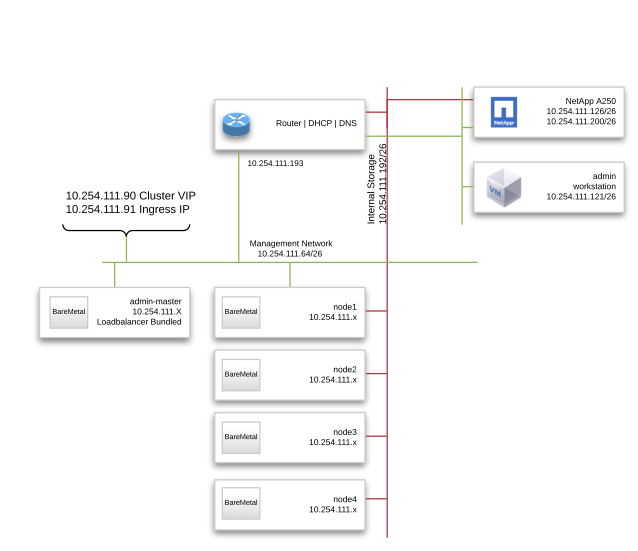 NetApp A250
10.254.111.126/26
10.254.111.200/26
NetApp
Router | DHCP | DNS
10.254.111.193
Internal Storage
10.254.111.192/26
admin
workstation
10.254.111.121/26
VM
10.254.111.90 Cluster VIP
10.254.111.91 Ingress IP
Management Network
10.254.111.64/26
BareMetal
admin-master
10.254.111.X
Loadbalancer Bundled
BareMetal
node1
10.254.111.x
BareMetal
node2
10.254.111.x
BareMetal
node3
10.254.111.x
BareMetal
node4
10.254.111.x